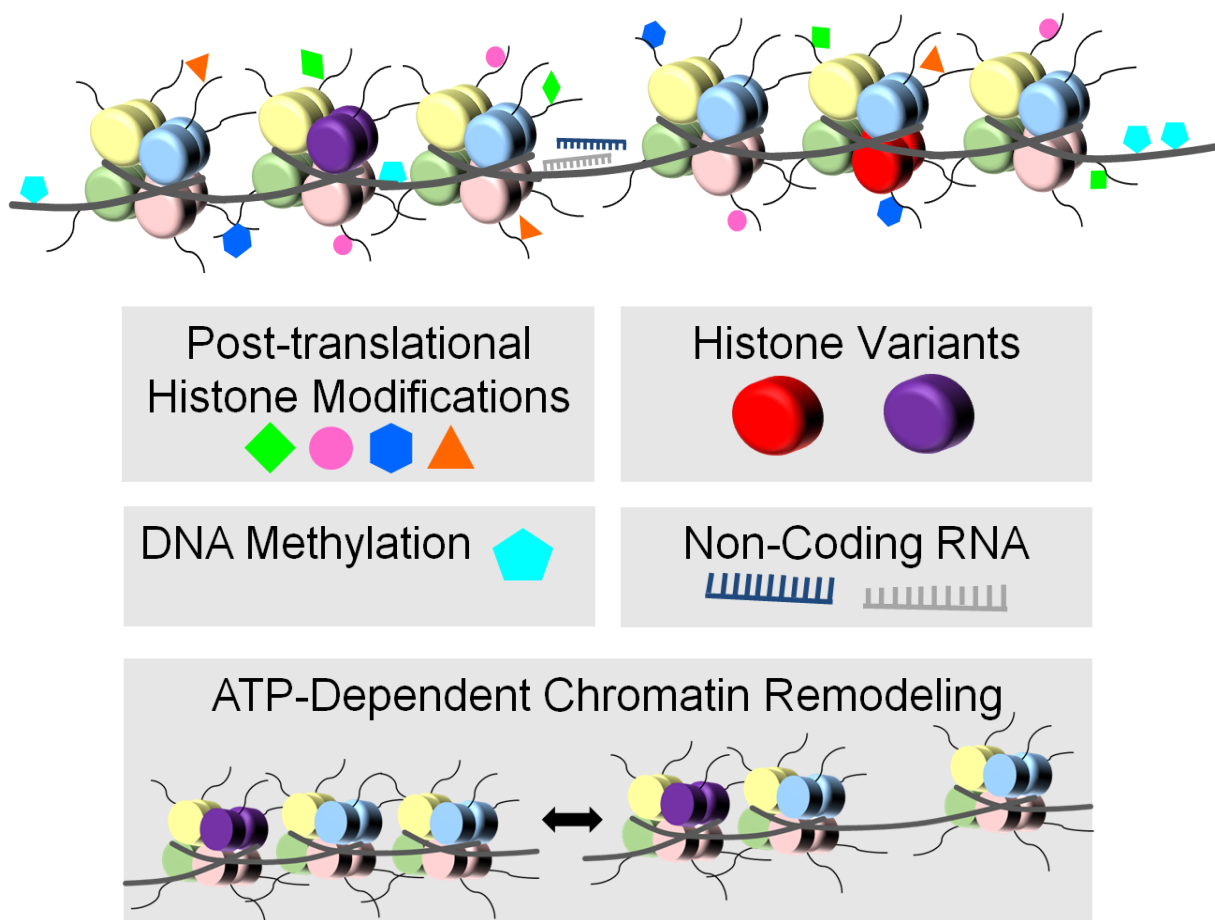 Post-translational
Histone Modifications
Histone Variants
DNA Methylation
Non-Coding RNA
ATP-Dependent Chromatin Remodeling